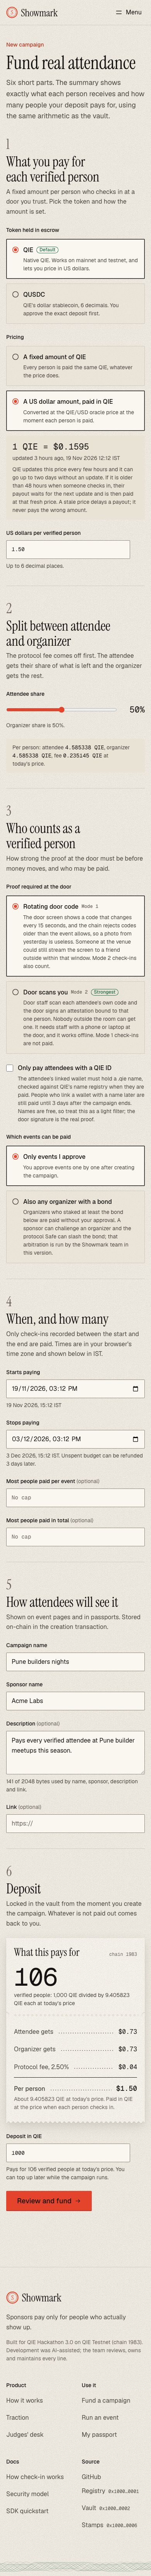 Showmark
Menu
New campaign
Fund real attendance
Six short parts. The summary shows
exactly what each person receives and how
many people your deposit pays for, using
the same arithmetic as the vault.
1
What you pay for
each verified person
A fixed amount per person who checks in at a
door you trust. Pick the token and how the
amount is set.
Token held in escrow
QIE Default
Native QIE. Works on mainnet and testnet, and
lets you price in US dollars.
QUSDC
QIE's dollar stablecoin, 6 decimals. You
approve the exact deposit first.
Pricing
A fixed amount of QIE
Every person is paid the same QIE, whatever
the price does.
A US dollar amount, paid in QIE
Converted at the QIE/USD oracle price at the
moment each person is paid.
1 QIE = $0.1595
updated 3 hours ago, 19 Nov 2026 12:12 IST
QIE updates this price every few hours and it can
go up to two days without an update. If it is older
than 48 hours when someone checks in, their
payout waits for the next update and is then made
at that fresh price. A stale price delays a payout; it
never pays the wrong price.
US dollars per verified person
1.50
Up to 6 decimal places.
2
Split between attendee
and organizer
The protocol fee comes off first. The attendee
gets their share of what is left and the organizer
gets the rest.
Attendee share
50%
Organizer share is 50%.
Per person: attendee 4.585338 QIE, organizer
4.585338 QIE, fee 0.235145 QIE at
today's price.
3
Who counts as a
verified person
How strong the proof at the door must be before
money moves, and who may be paid.
Proof required at the door
Rotating door code Mode 1
The door screen shows a code that changes
every 15 seconds, and the chain rejects codes
older than the event allows, so a photo from
yesterday is useless. Someone at the venue
could still stream the screen to a friend
outside within that window. Mode 2 check-ins
also count.
Door scans you Mode 2 Strongest
Door staff scan each attendee's own code and
the door signs an attestation bound to that
one person. Nobody outside the room can get
one. It needs staff with a phone or laptop at
the door, and it works offline. Mode 1 check-ins
are not paid.
Only pay attendees with a QIE ID
The attendee's linked wallet must hold a .qie name,
checked against QIE's name registry when they are
paid. People who link a wallet with a name later are
still paid until 3 days after the campaign ends.
Names are free, so treat this as a light filter; the
door signature is the real proof.
Which events can be paid
Only events I approve
You approve events one by one after creating
the campaign.
Also any organizer with a bond
Organizers who staked at least the bond
below are paid without your approval. A
sponsor can challenge an organizer and the
protocol Safe can slash the bond; that
arbitration is run by the Showmark team in
this version.
4
When, and how many
Only check-ins recorded between the start and
the end are paid. Times are in your browser's
time zone and shown below in IST.
Starts paying
19/11/2026, 03:12 PM
19 Nov 2026, 15:12 IST
Stops paying
03/12/2026, 03:12 PM
3 Dec 2026, 15:12 IST. Unspent budget can be refunded
3 days later.
Most people paid per event (optional)
No cap
Most people paid in total (optional)
No cap
5
How attendees will see it
Shown on event pages and in passports. Stored
on-chain in the creation transaction.
Campaign name
Pune builders nights
Sponsor name
Acme Labs
Description (optional)
Pays every verified attendee at Pune builder
meetups this season.
141 of 2048 bytes used by name, sponsor, description
and link.
Link (optional)
https://
6
Deposit
Locked in the vault from the moment you create
the campaign. Whatever is not paid out comes
back to you.
What this pays for
chain 1983
106
verified people: 1,000 QIE divided by 9.405823
QIE each at today's price
Attendee gets $0.73
Organizer gets $0.73
Protocol fee, 2.50% $0.04
Per person $1.50
9.405823 QIE at today's price. Paid in QIE
at the price when each person checks in.
Deposit in QIE
1000
Pays for 106 verified people at today's price. You
can top up later while the campaign runs.
Review and fund →
Showmark
Sponsors pay only for people who actually
show up.
Built for QIE Hackathon 3.0 on QIE Testnet (chain 1983).
Development was AI-assisted; the team reviews, owns
and maintains every line.
Product
Use it
How it works
Fund a campaign
Traction
Run an event
Judges' desk
My passport
Docs
Source
How check-in works
GitHub
Security model
Registry
SDK quickstart
Vault
Stamps